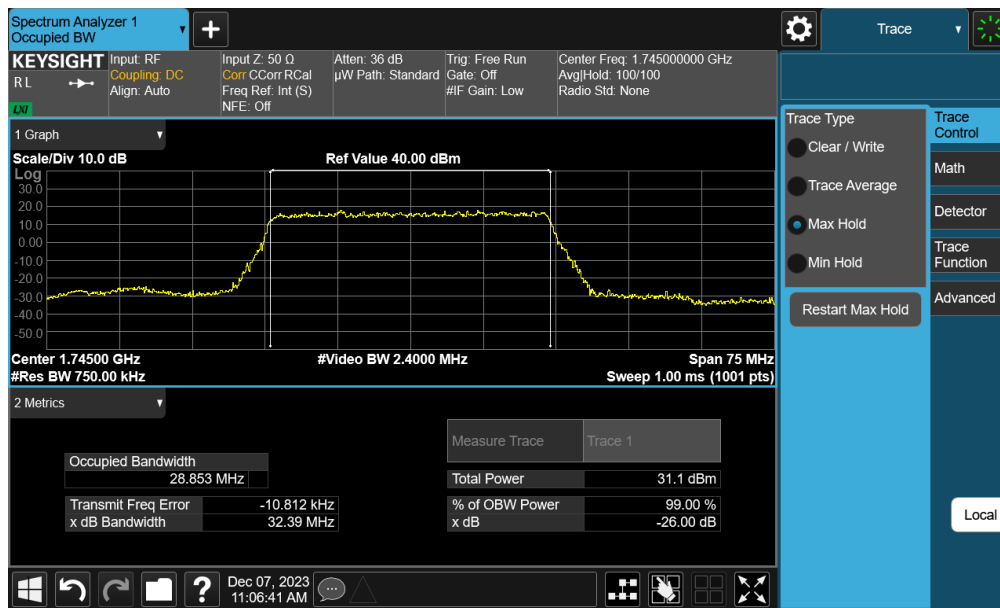 Spectrum Analyzer 1
Occupied BW
Trace
KEYSIGHT
R L
LXI
Input: RF
Coupling: DC
Align: Auto
Input Z: 50 Ω
Corr CCorr RCal
Freq Ref: Int (S)
NFE: Off
Atten: 36 dB
µW Path: Standard
Trig: Free Run
Gate: Off
#IF Gain: Low
Center Freq: 1.745000000 GHz
Avg|Hold: 100/100
Radio Std: None
1 Graph
Scale/Div 10.0 dB
Ref Value 40.00 dBm
Log
30.0
20.0
10.0
0.00
-10.0
-20.0
-30.0
-40.0
-50.0
Center 1.74500 GHz
#Video BW 2.4000 MHz
Span 75 MHz
#Res BW 750.00 kHz
Sweep 1.00 ms (1001 pts)
2 Metrics
Measure Trace
Trace 1
Occupied Bandwidth
28.853 MHz
Total Power
31.1 dBm
Transmit Freq Error
-10.812 kHz
% of OBW Power
99.00 %
x dB Bandwidth
32.39 MHz
x dB
-26.00 dB
Trace Type
Clear / Write
Trace Average
Max Hold
Min Hold
Restart Max Hold
Trace
Control
Math
Detector
Trace
Function
Advanced
Local
?
Dec 07, 2023
11:06:41 AM